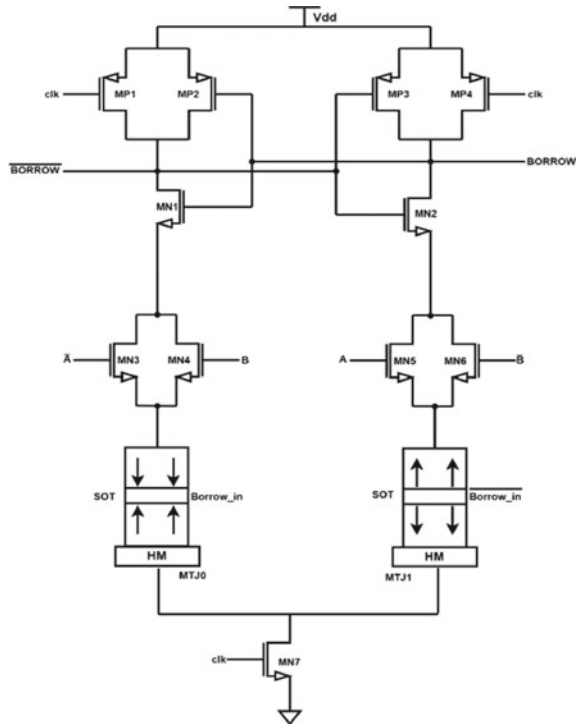 Vdd
clk
MP1
MP2
MP3
MP4
clk
BORROW
BORROW
MN1
MN2
A
MN3
MN4
B
A
MN5
MN6
B
SOT
Borrow_in
SOT
Borrow_in
HM
HM
MTJ0
MTJ1
clk
MN7